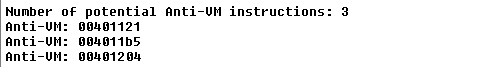 Number of potential Anti-VM instructions: 3
Anti-VM: 00401121
Anti-VM: 004011b5
Anti-VM: 00401204